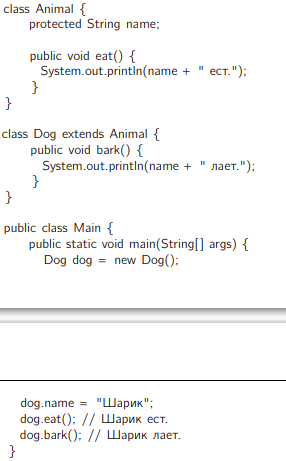 class Animal {
protected String name;
public void eat() {
System.out.println(name + " ест.");
}
}
class Dog extends Animal {
public void bark() {
System.out.println(name + " лает.");
}
}
public class Main {
public static void main(String[] args) {
Dog dog = new Dog();
dog.name = "Шарик";
dog.eat(); // Шарик ест.
dog.bark(); // Шарик лает.
}